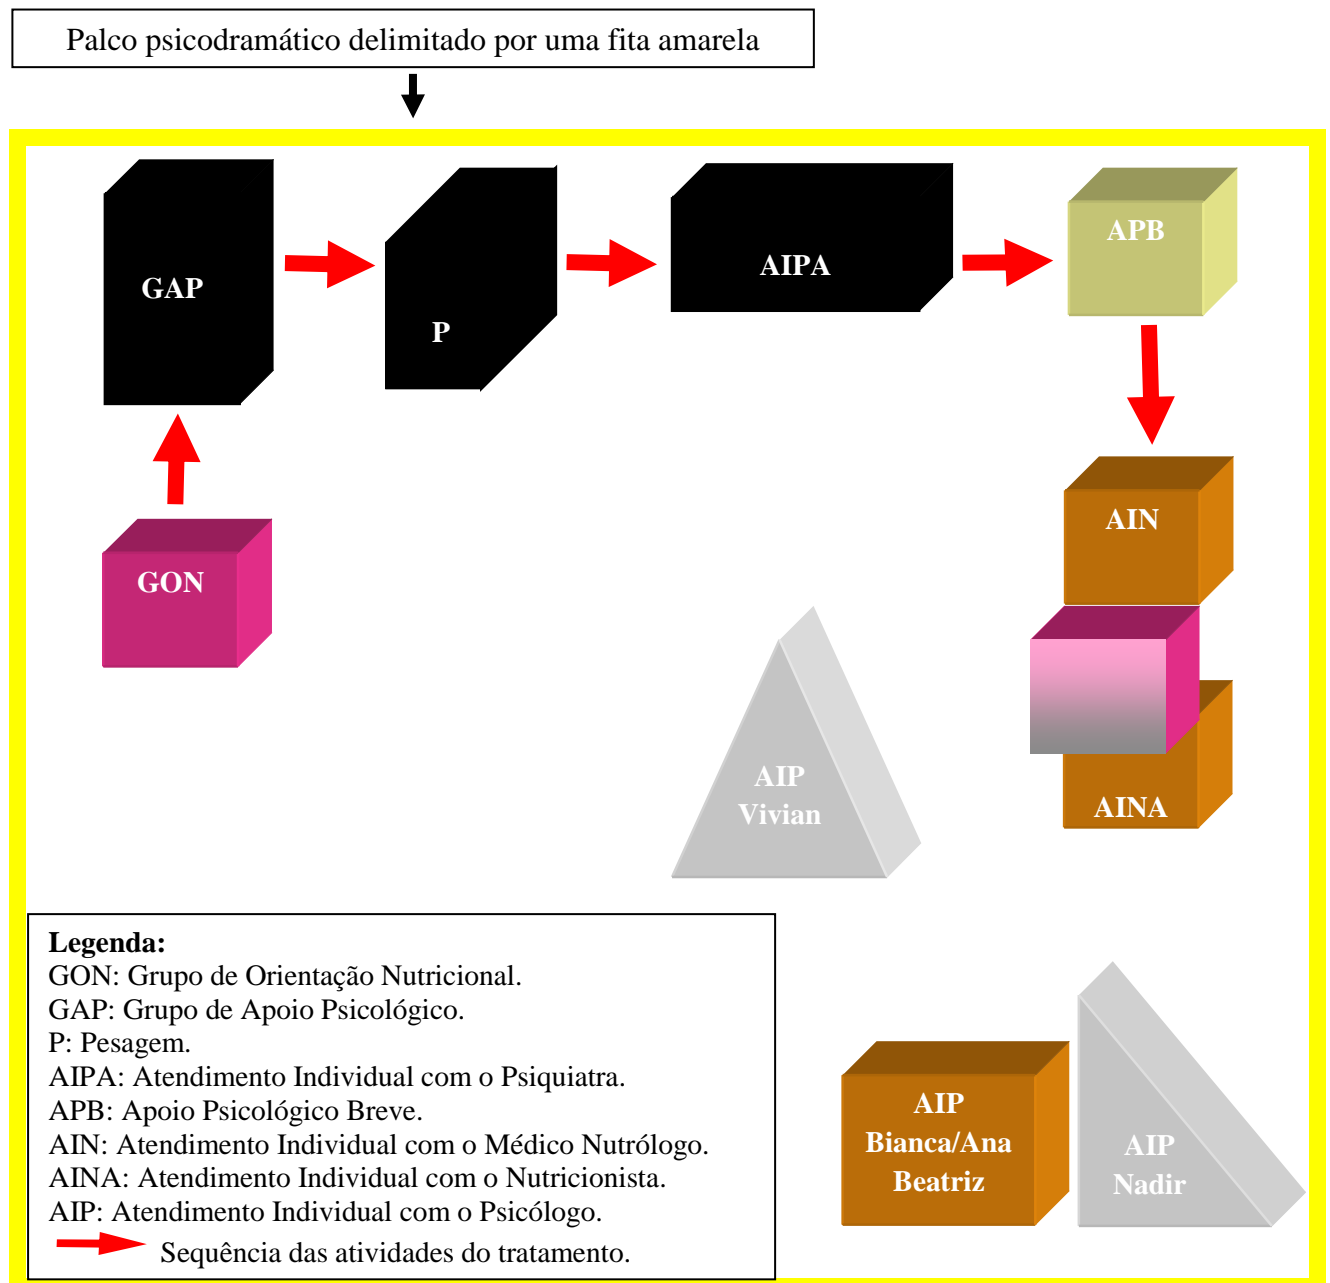 Palco psicodramático delimitado por uma fita amarela
GAP
P
AIPA
APB
GON
AIN
AINA
AIP
Vivian
AIP
Bianca/Ana
Beatriz
AIP
Nadir
Legenda:
GON: Grupo de Orientação Nutricional.
GAP: Grupo de Apoio Psicológico.
P: Pesagem.
AIPA: Atendimento Individual com o Psiquiatra.
APB: Apoio Psicológico Breve.
AIN: Atendimento Individual com o Médico Nutrólogo.
AINA: Atendimento Individual com o Nutricionista.
AIP: Atendimento Individual com o Psicólogo.
Sequência das atividades do tratamento.